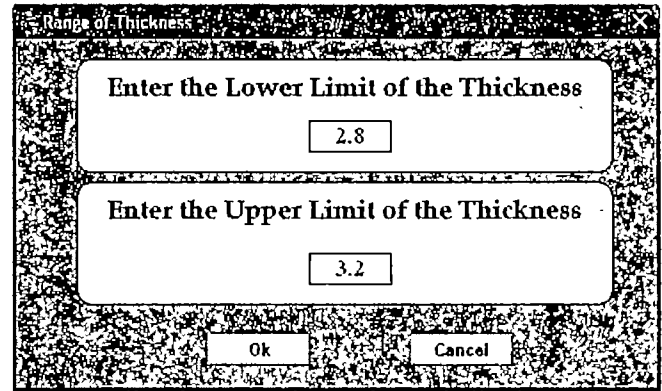 Range of Thickness
Enter the Lower Limit of the Thickness
2.8
Enter the Upper Limit of the Thickness
3.2
Ok
Cancel